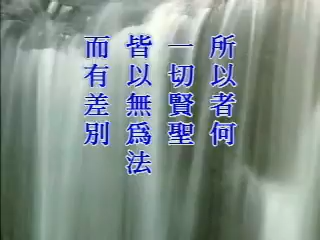 所以者何
一切賢聖
皆以無爲法
而有差別